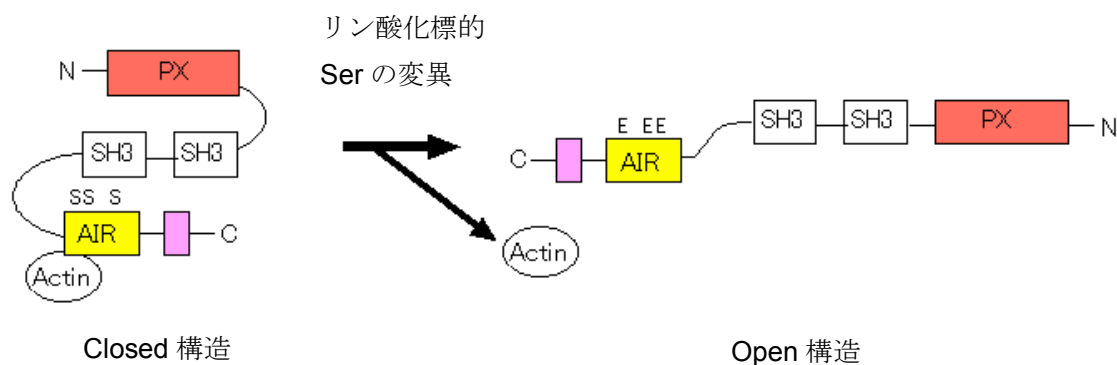 リン酸化標的
Ser の変異
N
PX
SH3
SH3
SS S
AIR
C
Actin
Closed 構造
E EE
C
AIR
SH3
SH3
PX
N
Actin
Open 構造